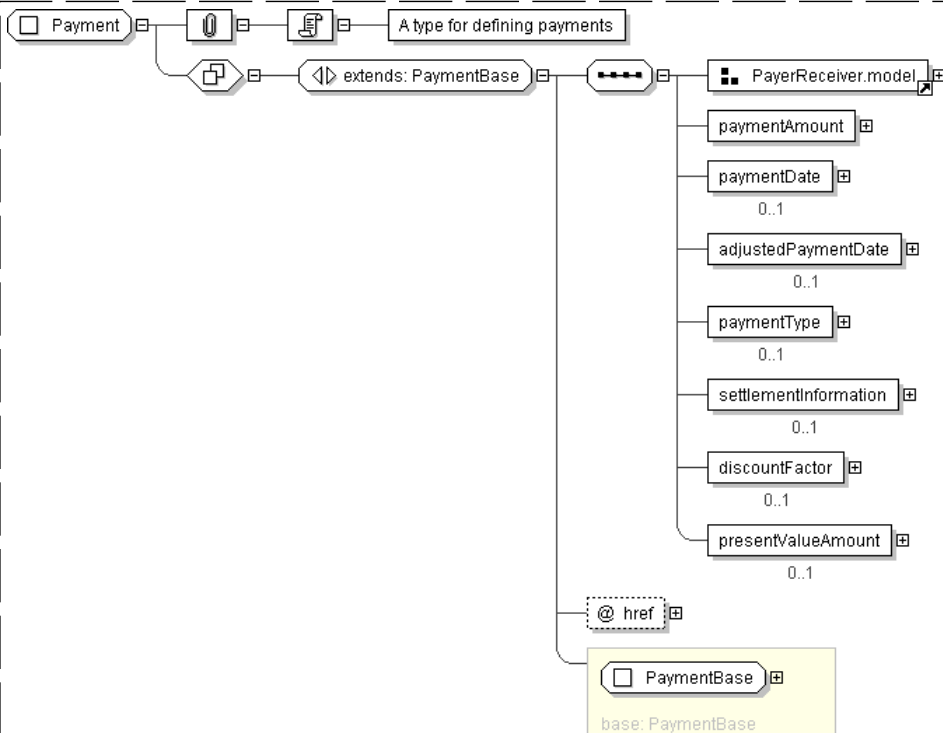 Payment
A type for defining payments
extends: PaymentBase
PayerReceiver.model
paymentAmount
paymentDate
0..1
adjustedPaymentDate
0..1
paymentType
0..1
settlementInformation
0..1
discountFactor
0..1
presentValueAmount
0..1
@ href
PaymentBase
base: PaymentBase